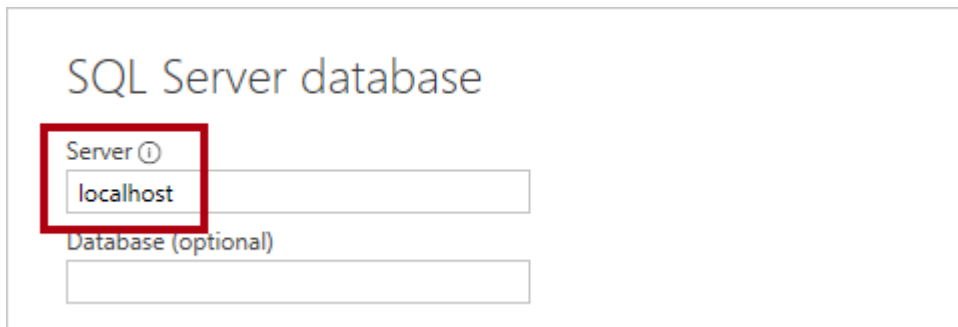 SQL Server database
Server ⓘ
localhost
Database (optional)